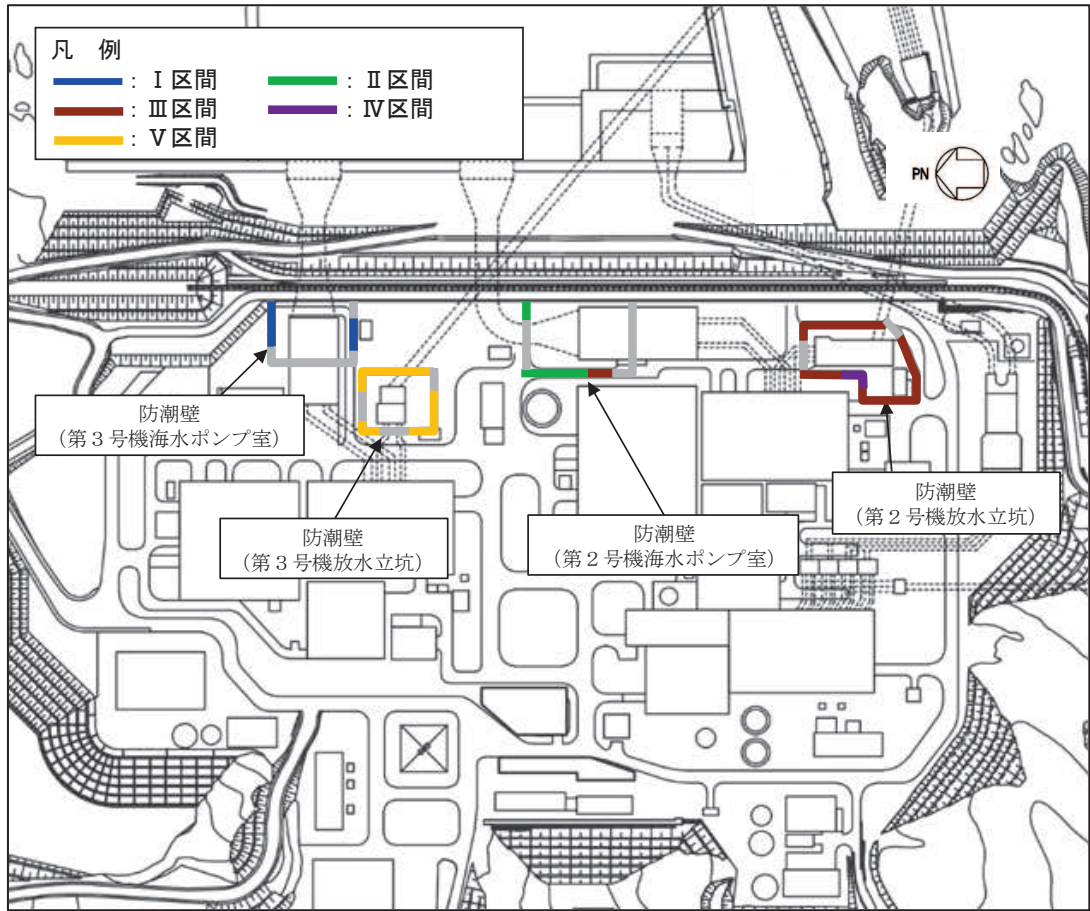 凡 例
: Ⅰ区間
: Ⅱ区間
: Ⅲ区間
: Ⅳ区間
: Ⅴ区間
PN
防潮壁
(第3号機海水ポンプ室)
防潮壁
(第3号機放水立坑)
防潮壁
(第2号機海水ポンプ室)
防潮壁
(第2号機放水立坑)